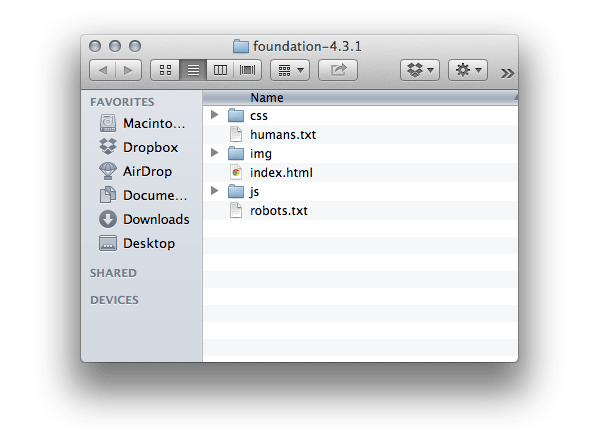 foundation-4.3.1
FAVORITES
Macinto...
Dropbox
AirDrop
Docume...
Downloads
Desktop
SHARED
DEVICES
Name
css
humans.txt
img
index.html
js
robots.txt